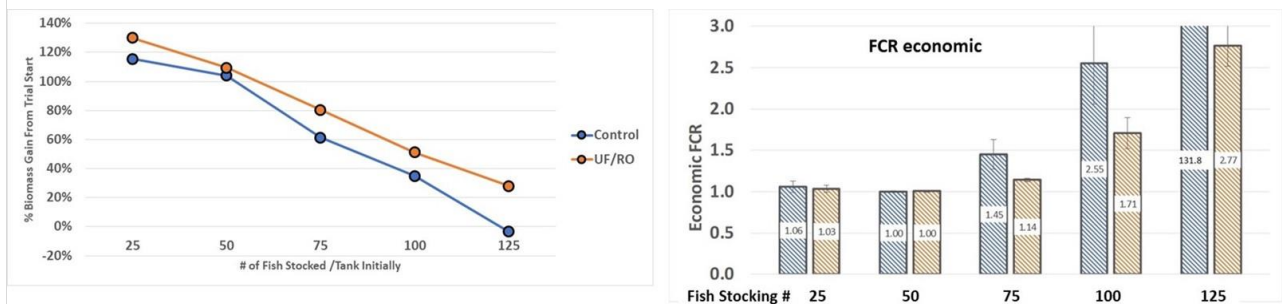 140%
120%
100%
80%
60%
40%
20%
0%
-20%
% Biomass Gain From Trial Start
25 50 75 100 125
# of Fish Stocked /Tank Initially
Control
UF/RO
FCR economic
3.0
2.5
2.0
1.5
1.0
0.5
0.0
Economic FCR
1.06 1.03 1.00 1.00 1.45 1.14 2.55 1.71 131.8 2.77
Fish Stocking # 25 50 75 100 125